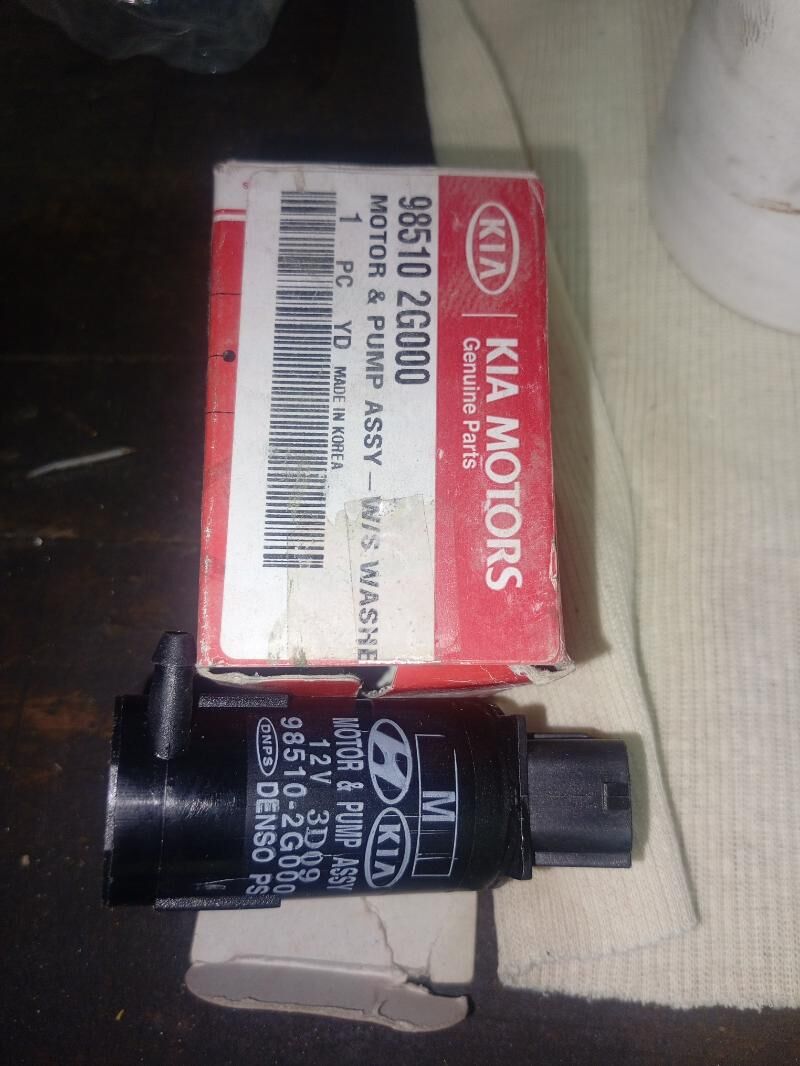 KIA
KIA MOTORS
Genuine Parts
98510 2G000
MOTOR & PUMP ASSY-W/S WASHE
1 PC YD MADE IN KOREA
M
KIA
MOTOR & PUMP ASSY
12V 3D09
98510-2G000
DNPS DENSO PS